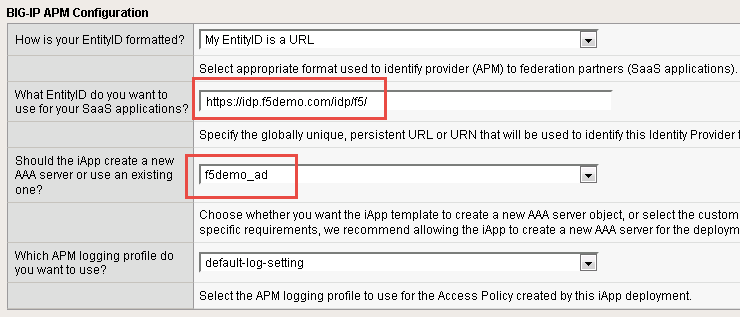 BIG-IP APM Configuration
How is your EntityID formatted?
My EntityID is a URL
Select appropriate format used to identify provider (APM) to federation partners (SaaS applications).
What EntityID do you want
to use for your SaaS applications?
https://idp.f5demo.com/idp/f5/
Specify the globally unique, persistent URL or URN that will be used to identify this Identity Provider f
Should the iApp create a new
AAA server or use an existing
one?
f5demo_ad
Choose whether you want the iApp template to create a new AAA server object, or select the custom
specific requirements, we recommend allowing the iApp to create a new AAA server for the deploym
Which APM logging profile do
you want to use?
default-log-setting
Select the APM logging profile to use for the Access Policy created by this iApp deployment.